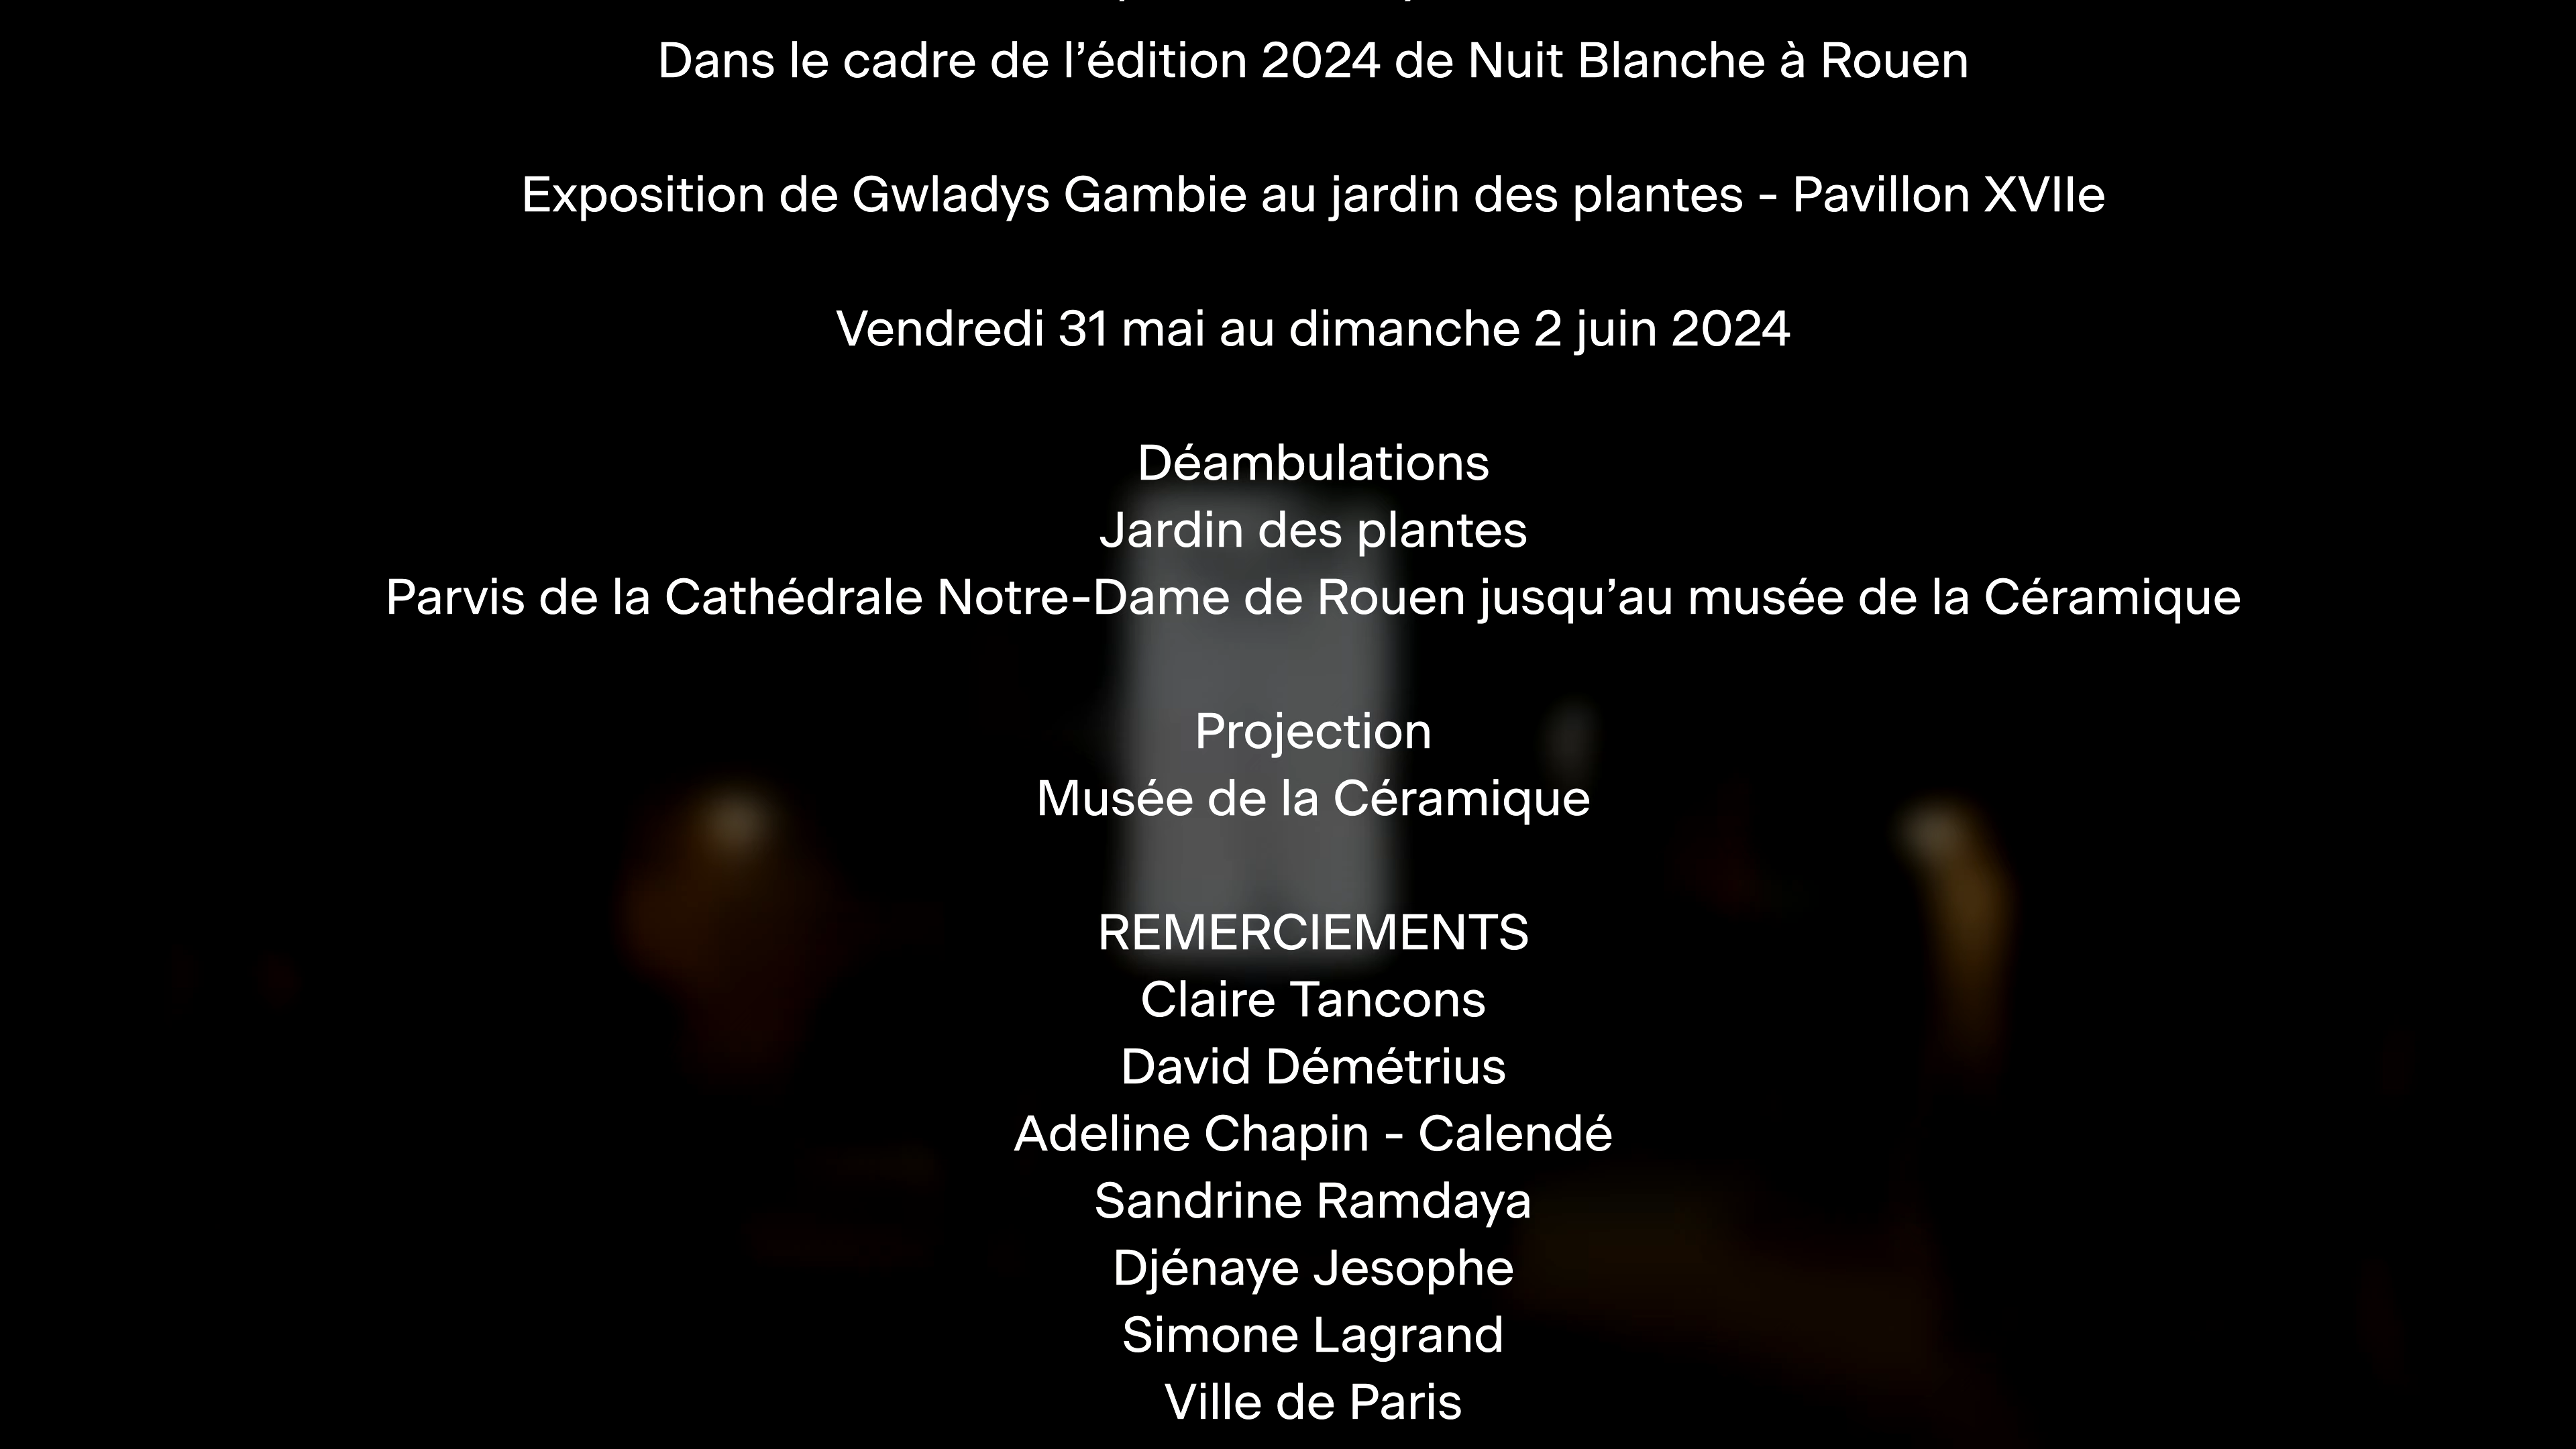 Dans le cadre de l’édition 2024 de Nuit Blanche à Rouen
Exposition de Gwladys Gambie au jardin des plantes - Pavillon XVIIe
Vendredi 31 mai au dimanche 2 juin 2024
Déambulations
Jardin des plantes
Parvis de la Cathédrale Notre-Dame de Rouen jusqu’au musée de la Céramique
Projection
Musée de la Céramique
REMERCIEMENTS
Claire Tancons
David Démétrius
Adeline Chapin - Calendé
Sandrine Ramdaya
Djénaye Jesophe
Simone Lagrand
Ville de Paris